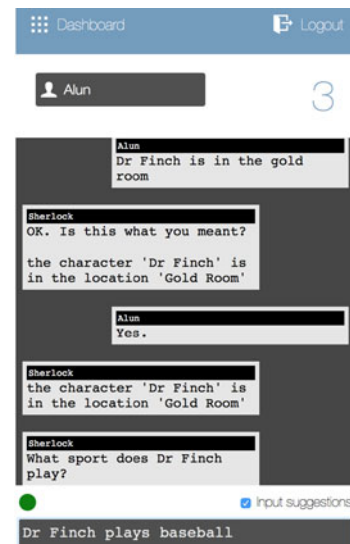 Dashboard Logout
Alun 3
Alun
Dr Finch is in the gold
room
Sherlock
OK. Is this what you meant?
the character 'Dr Finch' is
in the location 'Gold Room'
Alun
Yes.
Sherlock
the character 'Dr Finch' is
in the location 'Gold Room'
Sherlock
What sport does Dr Finch
play?
Input suggestions
Dr Finch plays baseball